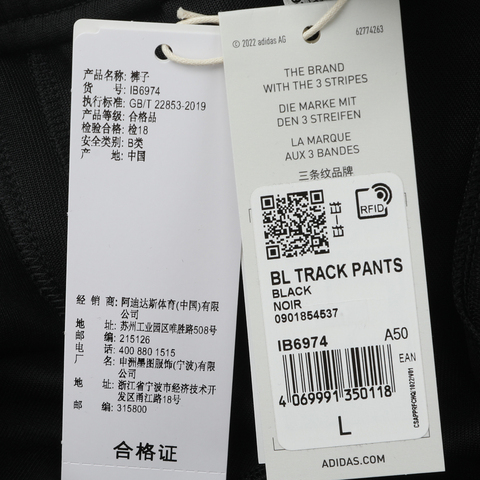 产品名称: 裤子
货　　号: IB6974
执行标准: GB/T 22853-2019
产品等级: 合格品
检验合格: 检18
安全类别: B类
产　　地: 中国
经 销 商: 阿迪达斯体育(中国)有限公司
地　　址: 苏州工业园区唯胜路508号
邮　　编: 215126
电　　话: 400 880 1515
厂　　商: 申洲墨图服饰(宁波)有限公司
地　　址: 浙江省宁波市经济技术开发区甬江路18号
邮　　编: 315800
合格证
© 2022 adidas AG
62774263
THE BRAND
WITH THE 3 STRIPES
DIE MARKE MIT
DEN 3 STREIFEN
LA MARQUE
AUX 3 BANDES
三条纹品牌
RFID
BL TRACK PANTS
BLACK
NOIR
0901854537
IB6974
A50
EAN
4 069991 350118
L
ADIDAS.COM